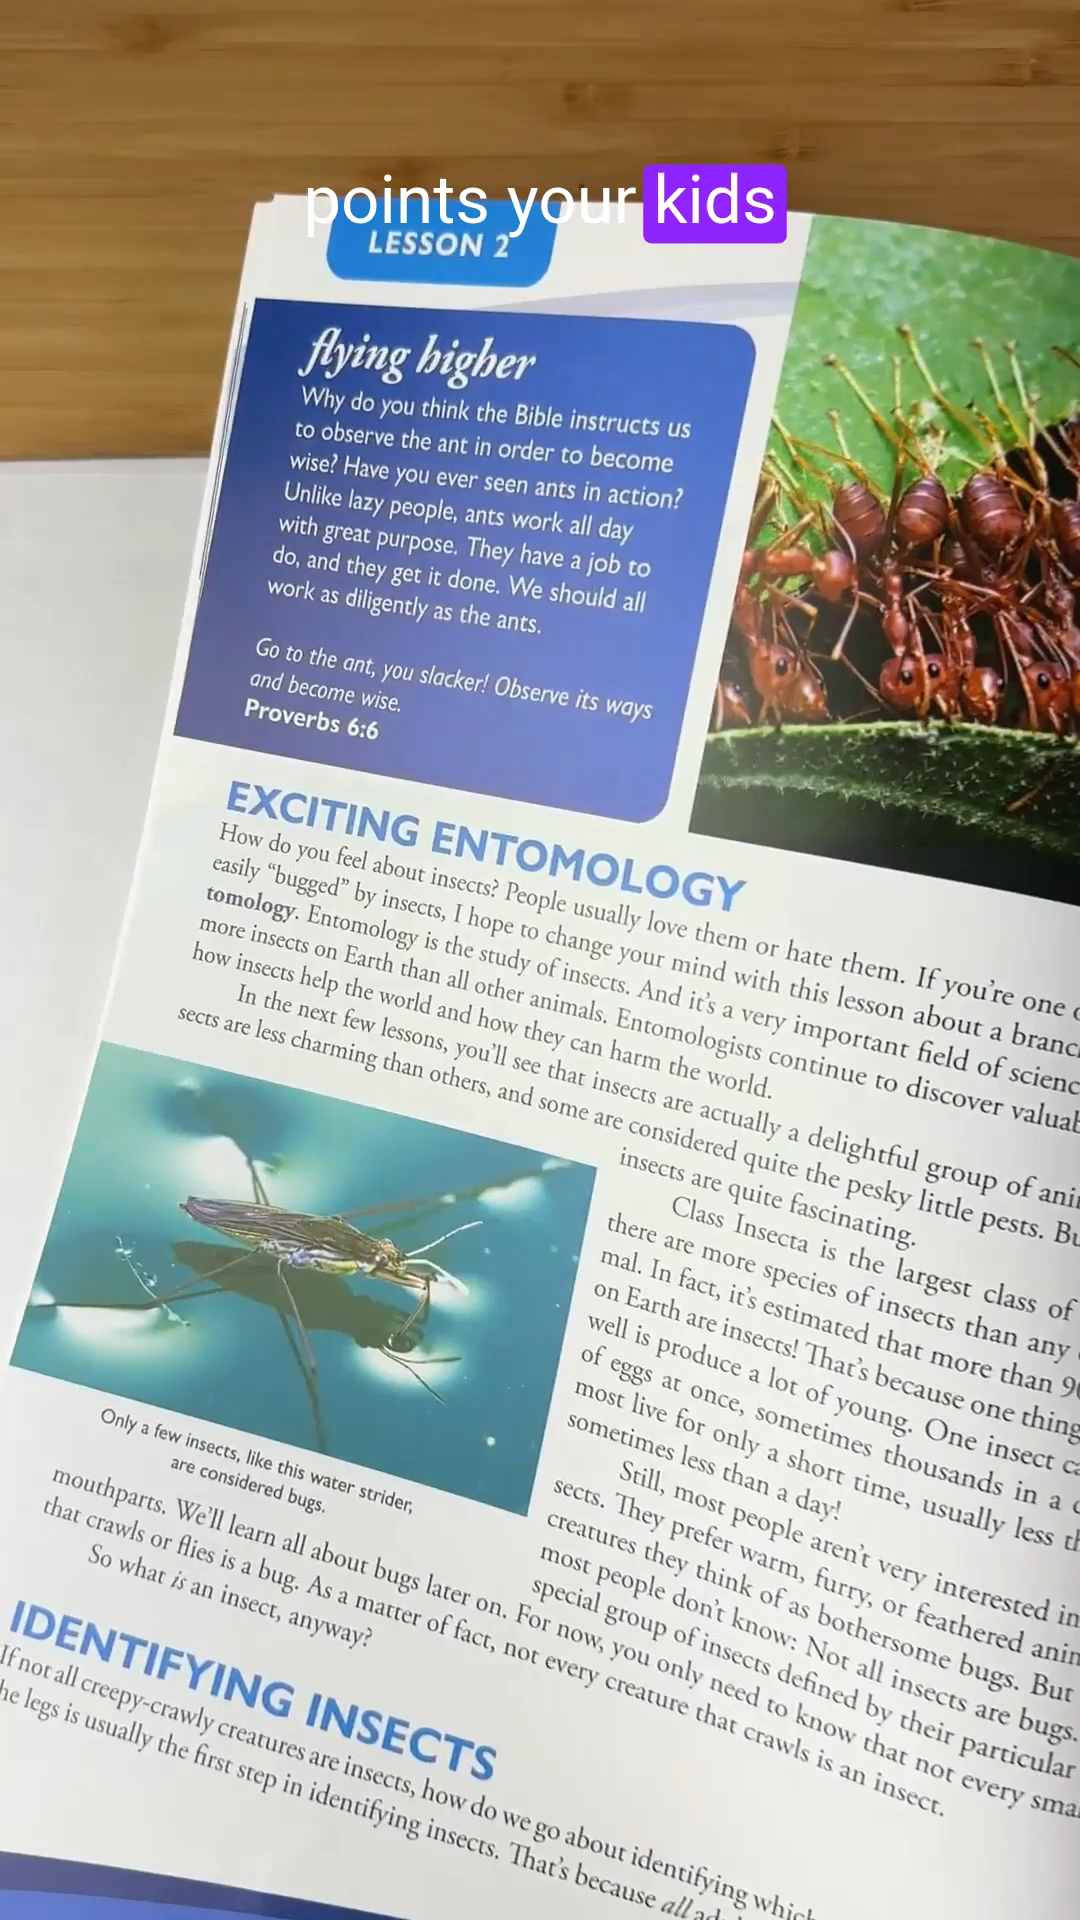 points your kids
LESSON 2
flying higher
Why do you think the Bible instructs us
to observe the ant in order to become
wise? Have you ever seen ants in action?
Unlike lazy people, ants work all day
with great purpose. They have a job to
do, and they get it done. We should all
work as diligently as the ants.
Go to the ant, you slacker! Observe its ways
and become wise.
Proverbs 6:6
EXCITING ENTOMOLOGY
How do you feel about insects? People usually love them or hate them. If you're one
easily “bugged” by insects, I hope to change your mind with this lesson about a
tomology. Entomology is the study of insects. And it's a very important field of
more insects on Earth than all other animals. Entomologists continue to discover
how insects help the world and how they can harm the world.
In the next few lessons, you'll see that insects are actually a delightful group of
sects are less charming than others, and some are considered quite the pesky little pests.
insects are quite fascinating.
Class Insecta is the largest class of
there are more species of insects than any
mal. In fact, it's estimated that more than
on Earth are insects! That's because one thing
well is produce a lot of young. One insect
of eggs at once, sometimes thousands in a
most live for only a short time, usually less
sometimes less than a day!
Still, most people aren't very interested in
sects. They prefer warm, furry, or feathered
creatures they think of as bothersome bugs. But
most people don't know: Not all insects are bugs.
special group of insects defined by their particular
Only a few insects, like this water strider,
are considered bugs.
mouthparts. We'll learn all about bugs later on. For now, you only need to know that not every
that crawls or flies is a bug. As a matter of fact, not every creature that crawls is an insect.
So what is an insect, anyway?
IDENTIFYING INSECTS
If not all creepy-crawly creatures are insects, how do we go about identifying
legs is usually the first step in identifying insects. That's because all